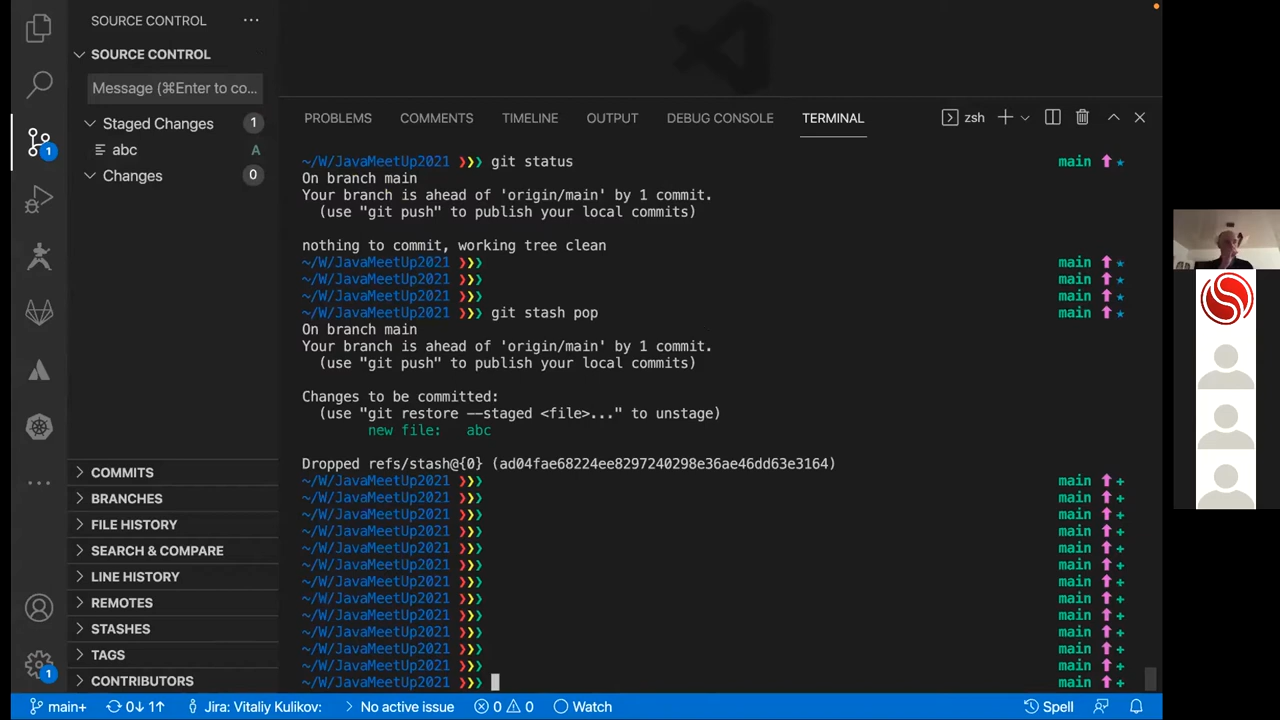 SOURCE CONTROL ...
SOURCE CONTROL
Message (⌘Enter to co...
Staged Changes 1
abc A
Changes 0
1
COMMITS
BRANCHES
FILE HISTORY
SEARCH & COMPARE
LINE HISTORY
REMOTES
STASHES
TAGS
CONTRIBUTORS
1
PROBLEMS COMMENTS TIMELINE OUTPUT DEBUG CONSOLE TERMINAL zsh
~/W/JavaMeetUp2021 ❯❯❯ git status main ⬆ ★
On branch main
Your branch is ahead of 'origin/main' by 1 commit.
(use "git push" to publish your local commits)
nothing to commit, working tree clean
~/W/JavaMeetUp2021 ❯❯❯ main ⬆ ★
~/W/JavaMeetUp2021 ❯❯❯ main ⬆ ★
~/W/JavaMeetUp2021 ❯❯❯ main ⬆ ★
~/W/JavaMeetUp2021 ❯❯❯ git stash pop main ⬆ ★
On branch main
Your branch is ahead of 'origin/main' by 1 commit.
(use "git push" to publish your local commits)
Changes to be committed:
(use "git restore --staged <file>..." to unstage)
new file: abc
Dropped refs/stash@{0} (ad04fae68224ee8297240298e36ae46dd63e3164)
~/W/JavaMeetUp2021 ❯❯❯ main ⬆ +
~/W/JavaMeetUp2021 ❯❯❯ main ⬆ +
~/W/JavaMeetUp2021 ❯❯❯ main ⬆ +
~/W/JavaMeetUp2021 ❯❯❯ main ⬆ +
~/W/JavaMeetUp2021 ❯❯❯ main ⬆ +
~/W/JavaMeetUp2021 ❯❯❯ main ⬆ +
~/W/JavaMeetUp2021 ❯❯❯ main ⬆ +
~/W/JavaMeetUp2021 ❯❯❯ main ⬆ +
~/W/JavaMeetUp2021 ❯❯❯ main ⬆ +
~/W/JavaMeetUp2021 ❯❯❯ main ⬆ +
~/W/JavaMeetUp2021 ❯❯❯ main ⬆ +
~/W/JavaMeetUp2021 ❯❯❯ main ⬆ +
~/W/JavaMeetUp2021 ❯❯❯ main ⬆ +
main+ 0↓ 1↑ Jira: Vitaliy Kulikov: No active issue 0 0 Watch Spell